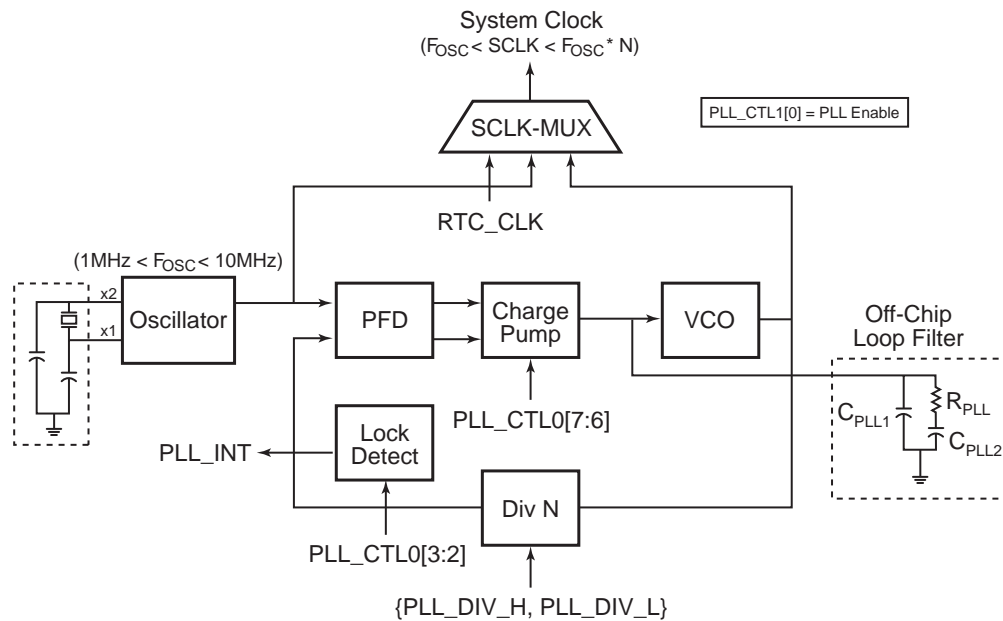 System Clock
(FOSC < SCLK < FOSC * N)
SCLK-MUX
PLL_CTL1[0] = PLL Enable
RTC_CLK
(1MHz < FOSC < 10MHz)
x2
x1
Oscillator
PFD
Charge
Pump
VCO
Off-Chip
Loop Filter
CPLL1
RPLL
CPLL2
PLL_CTL0[7:6]
PLL_INT
Lock
Detect
Div N
PLL_CTL0[3:2]
{PLL_DIV_H, PLL_DIV_L}